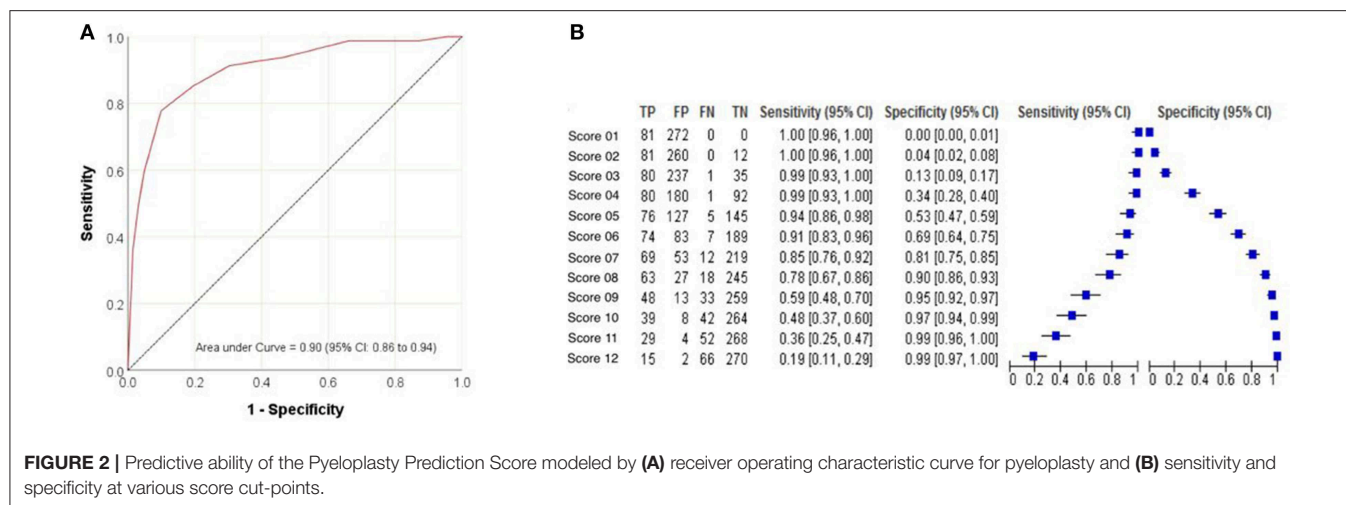 A
1.0
0.8
0.6
0.4
0.2
0.0
Sensitivity
Area under Curve = 0.90 (95% CI: 0.86 to 0.94)
0.0 0.2 0.4 0.6 0.8 1.0
1 - Specificity
B
TP FP FN TN Sensitivity (95% CI) Specificity (95% CI) Sensitivity (95% CI) Specificity (95% CI)
Score 01 81 272 0 0 1.00 [0.96, 1.00] 0.00 [0.00, 0.01]
Score 02 81 260 0 12 1.00 [0.96, 1.00] 0.04 [0.02, 0.08]
Score 03 80 237 1 35 0.99 [0.93, 1.00] 0.13 [0.09, 0.17]
Score 04 80 180 1 92 0.99 [0.93, 1.00] 0.34 [0.28, 0.40]
Score 05 76 127 5 145 0.94 [0.86, 0.98] 0.53 [0.47, 0.59]
Score 06 74 83 7 189 0.91 [0.83, 0.96] 0.69 [0.64, 0.75]
Score 07 69 53 12 219 0.85 [0.76, 0.92] 0.81 [0.75, 0.85]
Score 08 63 27 18 245 0.78 [0.67, 0.86] 0.90 [0.86, 0.93]
Score 09 48 13 33 259 0.59 [0.48, 0.70] 0.95 [0.92, 0.97]
Score 10 39 8 42 264 0.48 [0.37, 0.60] 0.97 [0.94, 0.99]
Score 11 29 4 52 268 0.36 [0.25, 0.47] 0.99 [0.96, 1.00]
Score 12 15 2 66 270 0.19 [0.11, 0.29] 0.99 [0.97, 1.00]
0 0.2 0.4 0.6 0.8 1 0 0.2 0.4 0.6 0.8 1
FIGURE 2 | Predictive ability of the Pyeloplasty Prediction Score modeled by (A) receiver operating characteristic curve for pyeloplasty and (B) sensitivity and
specificity at various score cut-points.